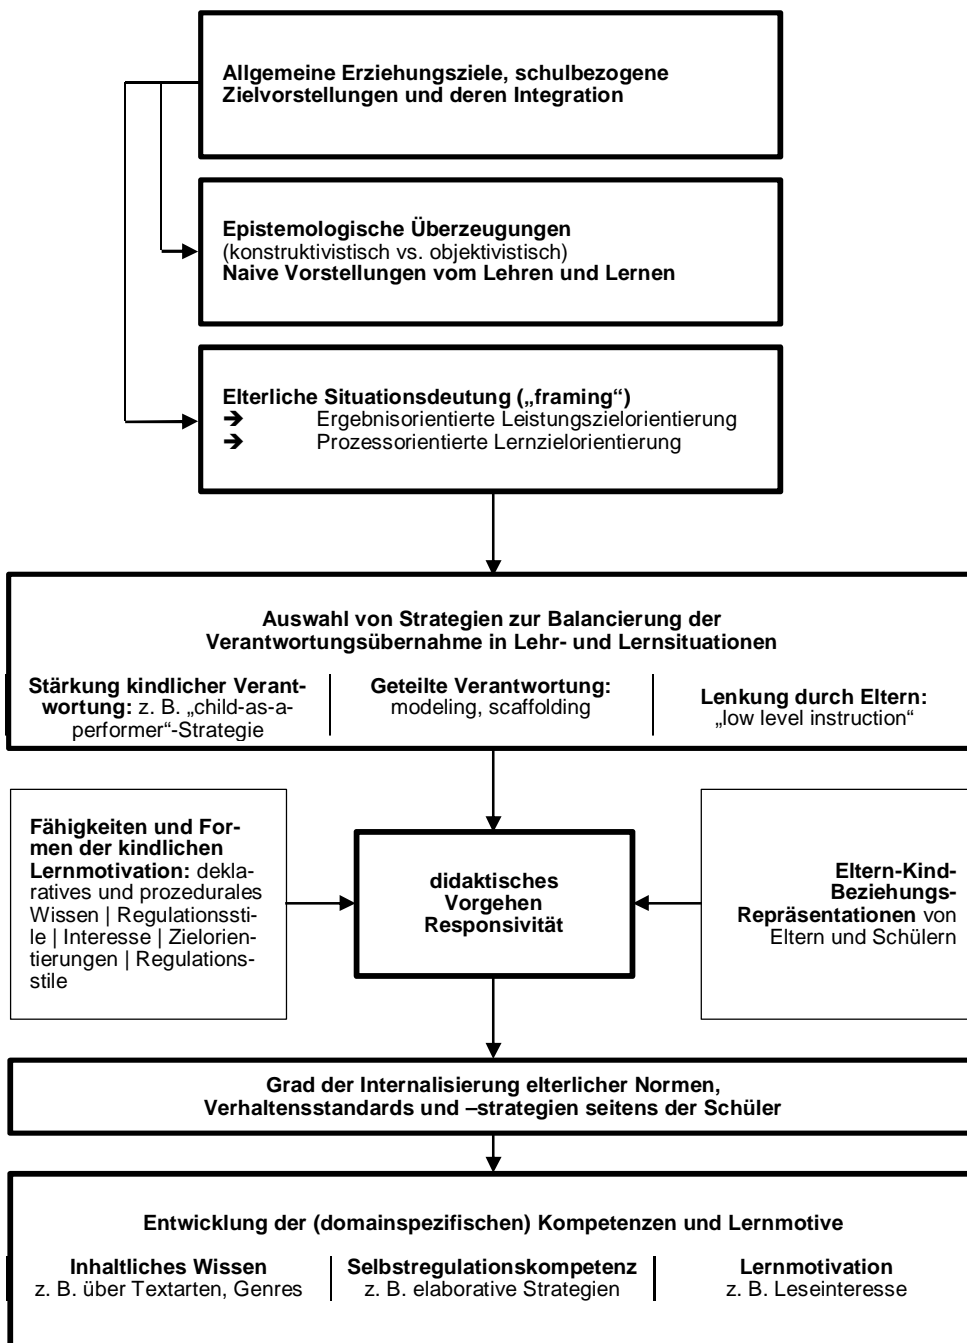 Allgemeine Erziehungsziele, schulbezogene
Zielvorstellungen und deren Integration
Epistemologische Überzeugungen
(konstruktivistisch vs. objektivistisch)
Naive Vorstellungen vom Lehren und Lernen
Elterliche Situationsdeutung („framing“)
➔ Ergebnisorientierte Leistungszielorientierung
➔ Prozessorientierte Lernzielorientierung
Auswahl von Strategien zur Balancierung der
Verantwortungsübernahme in Lehr- und Lernsituationen
Stärkung kindlicher Verant-
wortung: z. B. „child-as-a-
performer“-Strategie
Geteilte Verantwortung:
modeling, scaffolding
Lenkung durch Eltern:
„low level instruction“
Fähigkeiten und For-
men der kindlichen
Lernmotivation: dekla-
ratives und prozedurales
Wissen | Regulationssti-
le | Interesse | Zielorien-
tierungen | Regulations-
stile
didaktisches
Vorgehen
Responsivität
Eltern-Kind-
Beziehungs-
Repräsentationen von
Eltern und Schülern
Grad der Internalisierung elterlicher Normen,
Verhaltensstandards und –strategien seitens der Schüler
Entwicklung der (domainspezifischen) Kompetenzen und Lernmotive
Inhaltliches Wissen
z. B. über Textarten, Genres
Selbstregulationskompetenz
z. B. elaborative Strategien
Lernmotivation
z. B. Leseinteresse